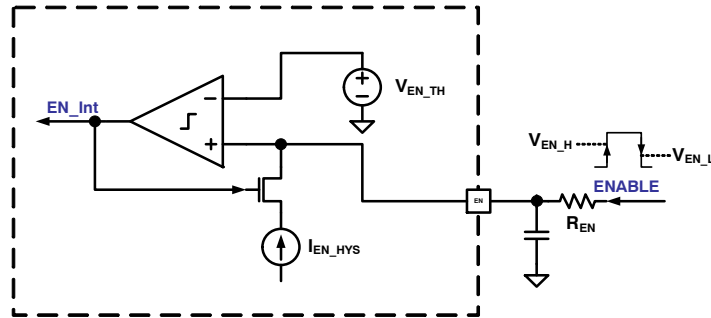 EN_Int
V_EN_TH
−
+
+
−
V_EN_H
V_EN_L
EN
ENABLE
R_EN
I_EN_HYS